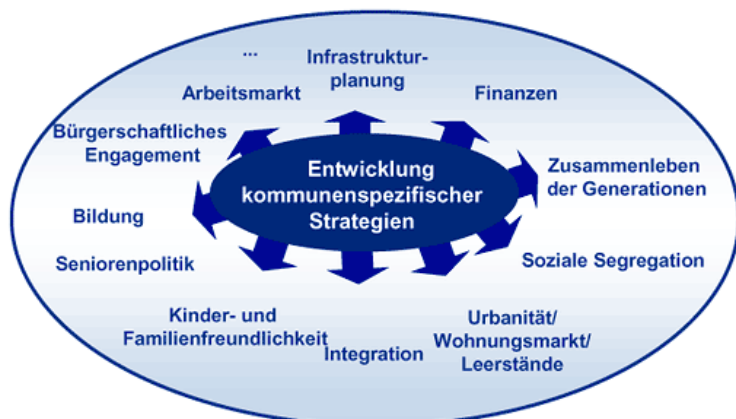 ...
Infrastruktur-
planung
Arbeitsmarkt
Finanzen
Bürgerschaftliches
Engagement
Entwicklung
kommunenspezifischer
Strategien
Zusammenleben
der Generationen
Bildung
Seniorenpolitik
Soziale Segregation
Kinder- und
Familienfreundlichkeit
Integration
Urbanität/
Wohnungsmarkt/
Leerstände